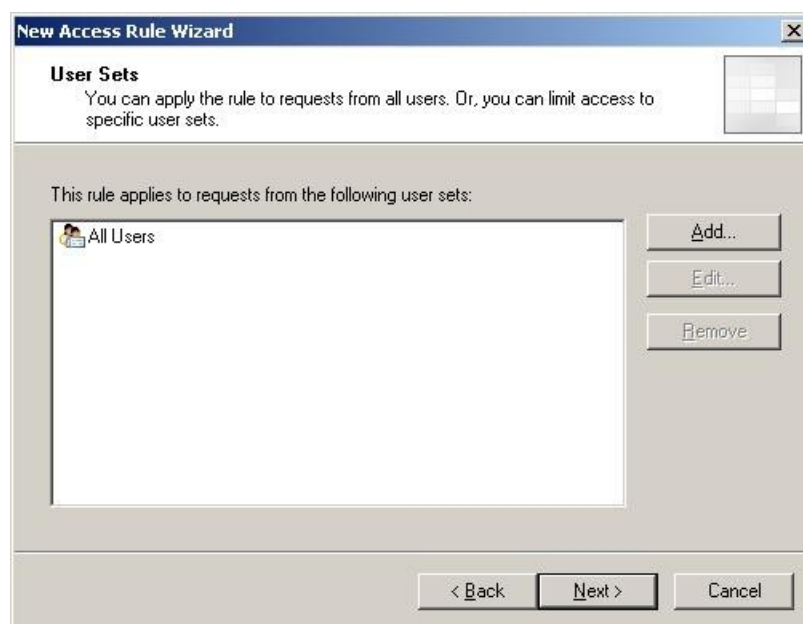 New Access Rule Wizard
User Sets
You can apply the rule to requests from all users. Or, you can limit access to
specific user sets.
This rule applies to requests from the following user sets:
All Users
Add...
Edit...
Remove
< Back
Next >
Cancel